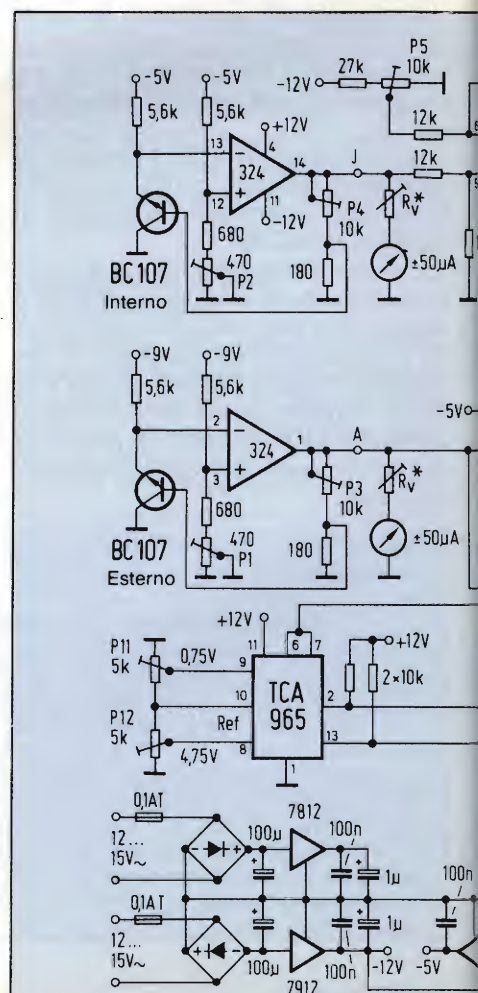 P5
10k
27k
-12V
12k
-5V
-5V
5,6k
5,6k
+12V
13
-
4
324
14
J
12k
12
+
11
-12V
P4
10k
Rv*
680
470
P2
180
±50µA
BC107
Interno
-9V
-9V
5,6k
5,6k
-5V
2
-
324
1
A
3
+
P3
10k
Rv*
680
470
P1
180
±50µA
BC107
Esterno
+12V
P11
5k
0,75V
11
6
7
+12V
9
TCA
965
2×10k
10
2
P12
5k
Ref
13
8
4,75V
1
0,1AT
7812
100n
12...
15V~
100µ
+
+
1µ
100n
0,1AT
+
+
1µ
12...
15V~
100µ
7912
100n
-12V
-5V